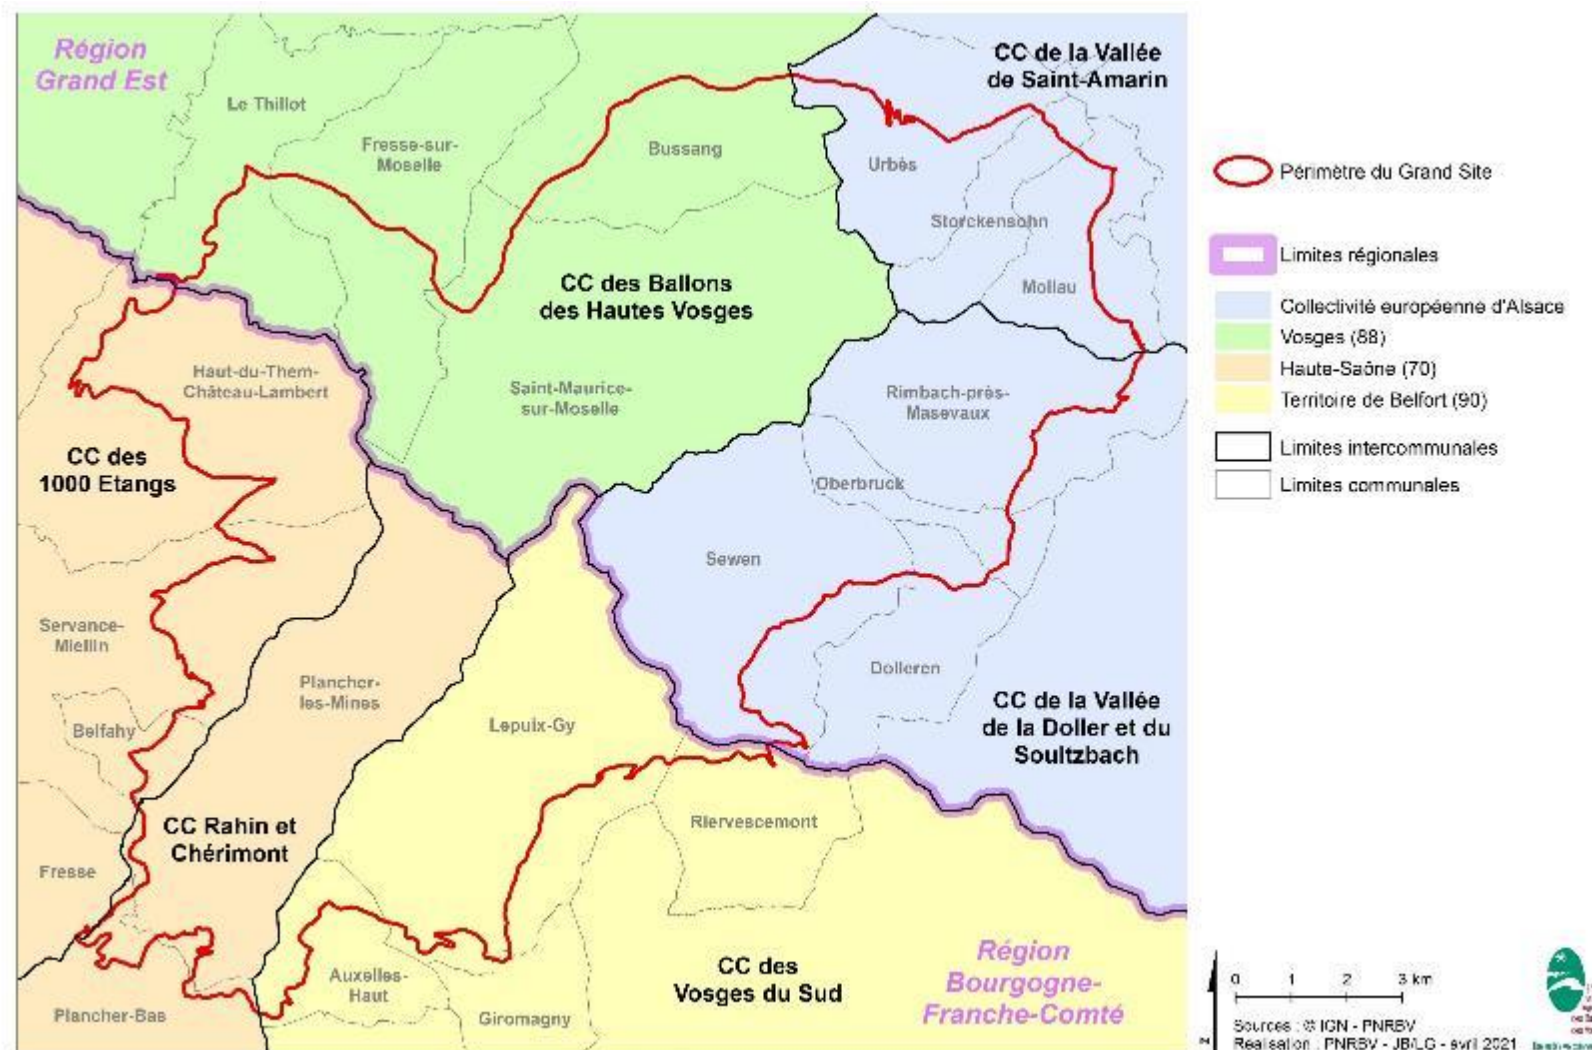 Région
Grand Est
Le Thillot
Fresse-sur-
Moselle
Bussang
CC de la Vallée
de Saint-Amarin
Urbès
Storckensohn
Mollau
CC des Ballons
des Hautes Vosges
Haut-du-Them-
Château-Lambert
Saint-Maurice-
sur-Moselle
Rimbach-près-
Masevaux
CC des
1000 Etangs
Oberbruck
Sewen
Servance-
Miellin
Plancher-
les-Mines
Dolleren
Belfahy
Lepuix-Gy
CC de la Vallée
de la Doller et du
Soultzbach
CC Rahin et
Chérimont
Riervescemont
Fresse
Auxelles-
Haut
CC des
Vosges du Sud
Région
Bourgogne-
Franche-Comté
Plancher-Bas
Giromagny
Périmètre du Grand Site
Limites régionales
Collectivité européenne d'Alsace
Vosges (88)
Haute-Saône (70)
Territoire de Belfort (90)
Limites intercommunales
Limites communales
0 1 2 3 km
N
Sources : © IGN - PNRBV
Réalisation : PNRBV - JB/LG - avril 2021